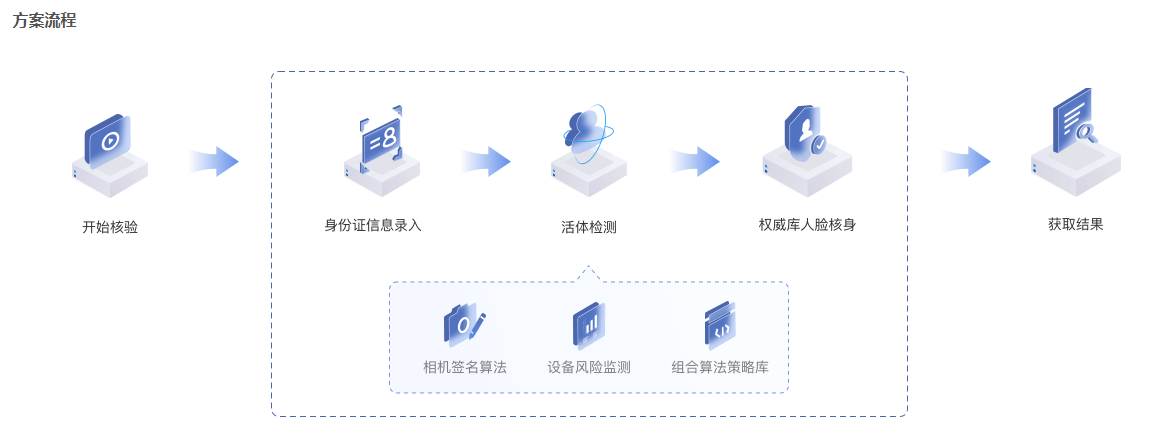 方案流程
开始核验
身份证信息录入
活体检测
权威库人脸核身
获取结果
相机签名算法
设备风险监测
组合算法策略库